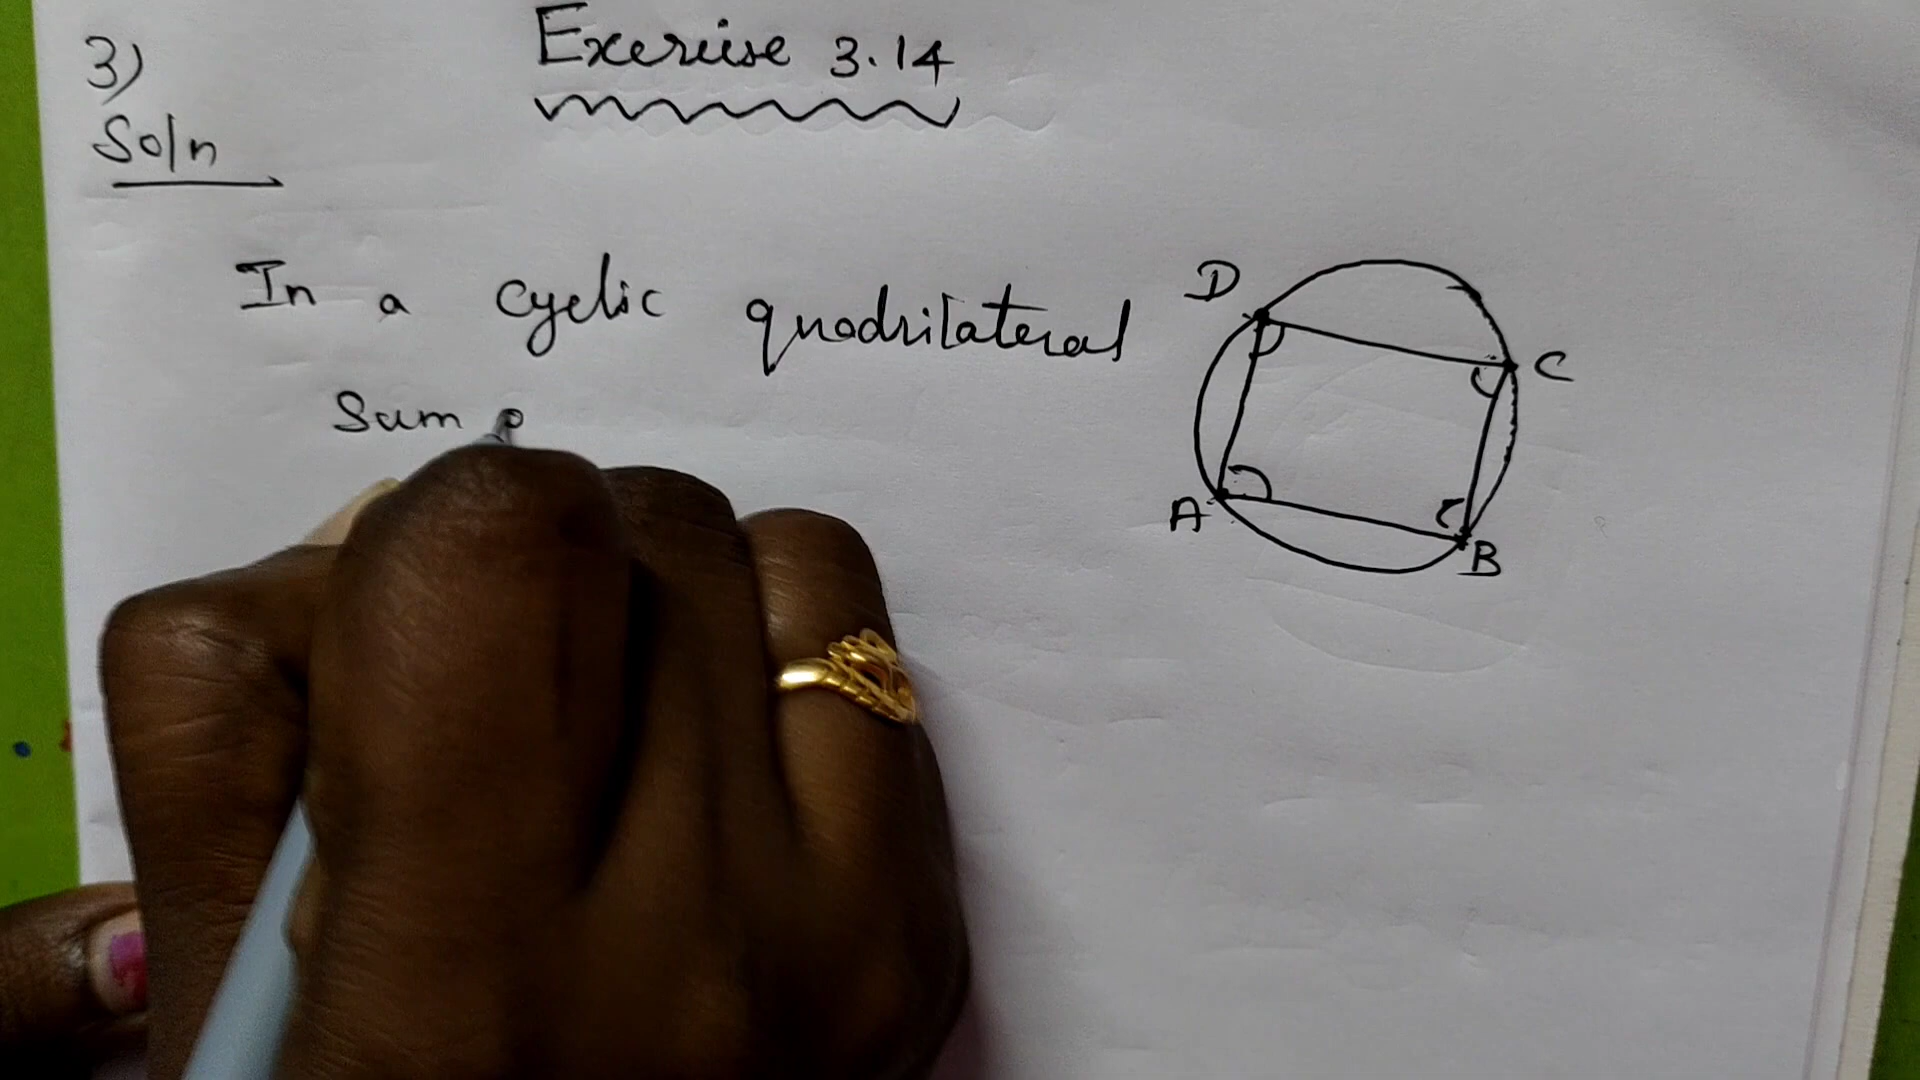 Exercise 3.14
3)
Soln
In a cyclic quadrilateral
Sum
D
C
A
B